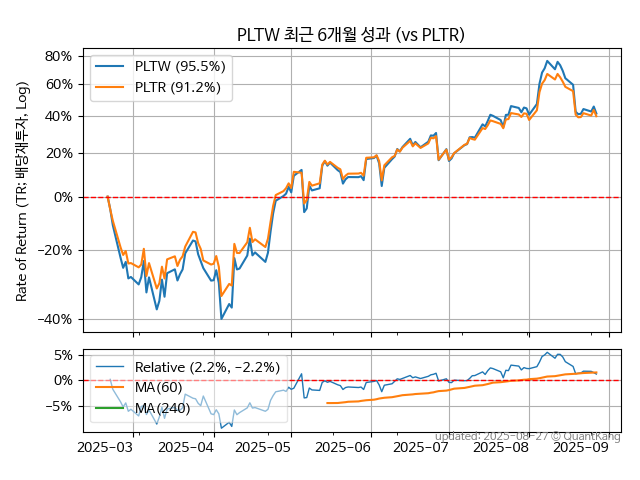 PLTW 최근 6개월 성과 (vs PLTR)
Rate of Return (TR: 배당재투자, Log)
80%
60%
40%
20%
0%
−20%
−40%
PLTW (95.5%)
PLTR (91.2%)
5%
0%
−5%
Relative (2.2%, −2.2%)
MA(60)
MA(240)
updated: 2025-08-27 © QuantKang
2025−03
2025−04
2025−05
2025−06
2025−07
2025−08
2025−09